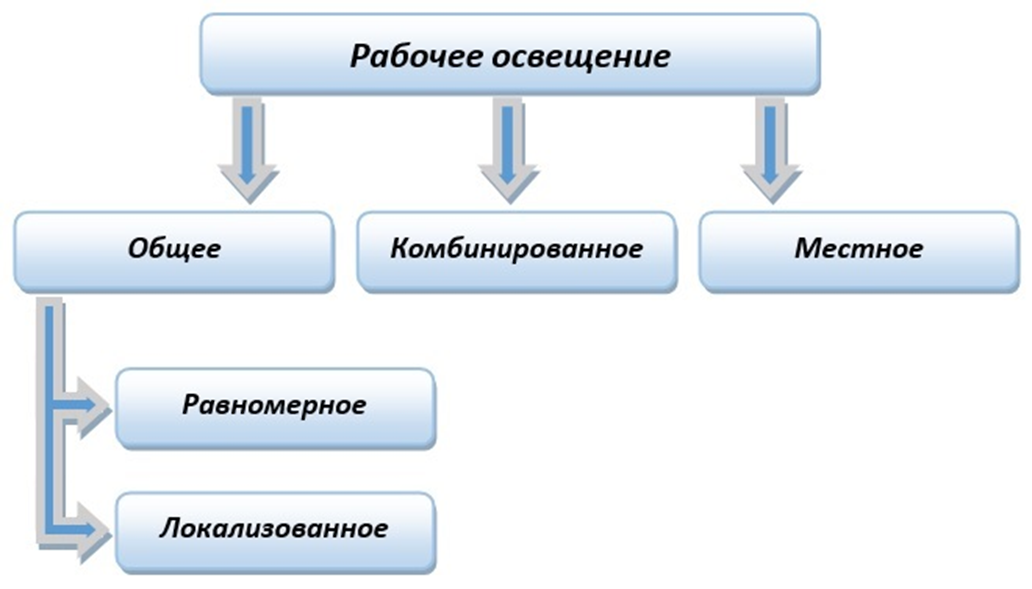 Рабочее освещение
Общее
Комбинированное
Местное
Равномерное
Локализованное